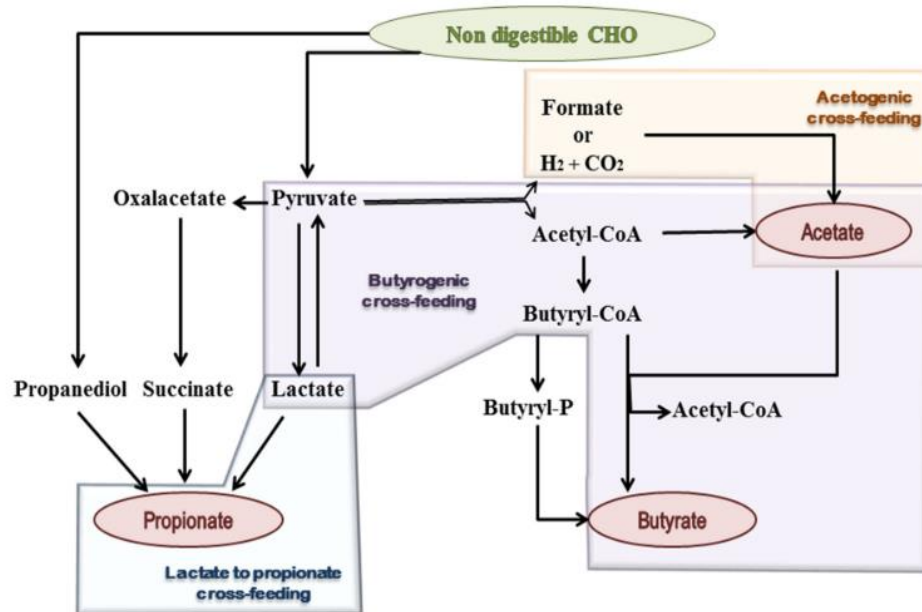 Non digestible CHO
Acetogenic
cross-feeding
Formate
or
H₂ + CO₂
Oxalacetate
Pyruvate
Acetyl-CoA
Acetate
Butyrogenic
cross-feeding
Butyryl-CoA
Propanediol
Succinate
Lactate
Butyryl-P
Acetyl-CoA
Propionate
Butyrate
Lactate to propionate
cross-feeding